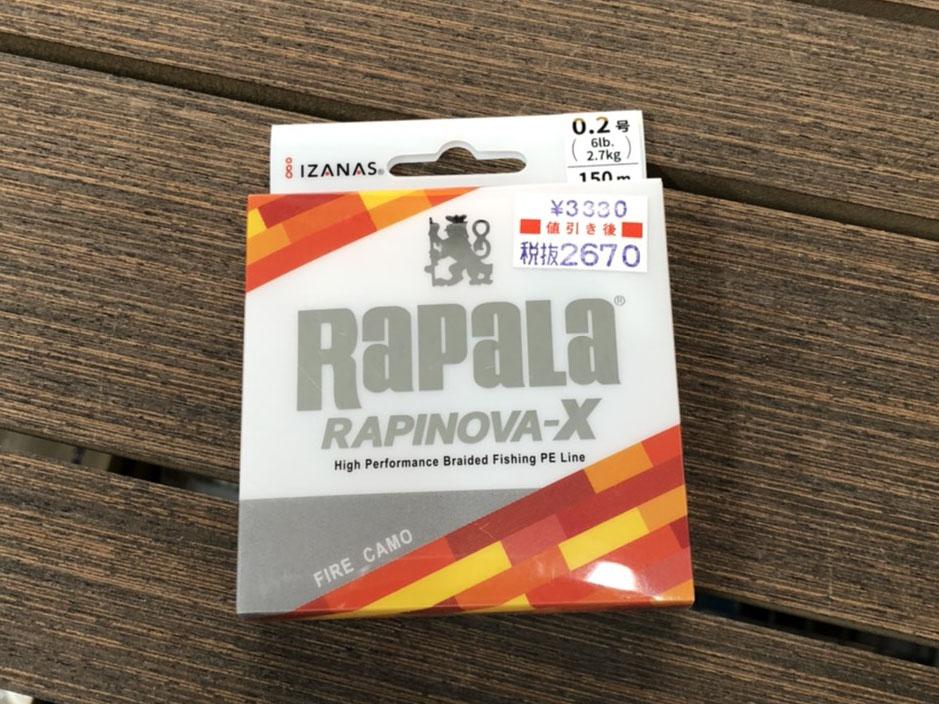 IZANAS®
0.2号
(6lb.
2.7kg)
150m
¥3330
値引き後
税抜2670
RAPALA®
RAPINOVA-X
High Performance Braided Fishing PE Line
FIRE CAMO